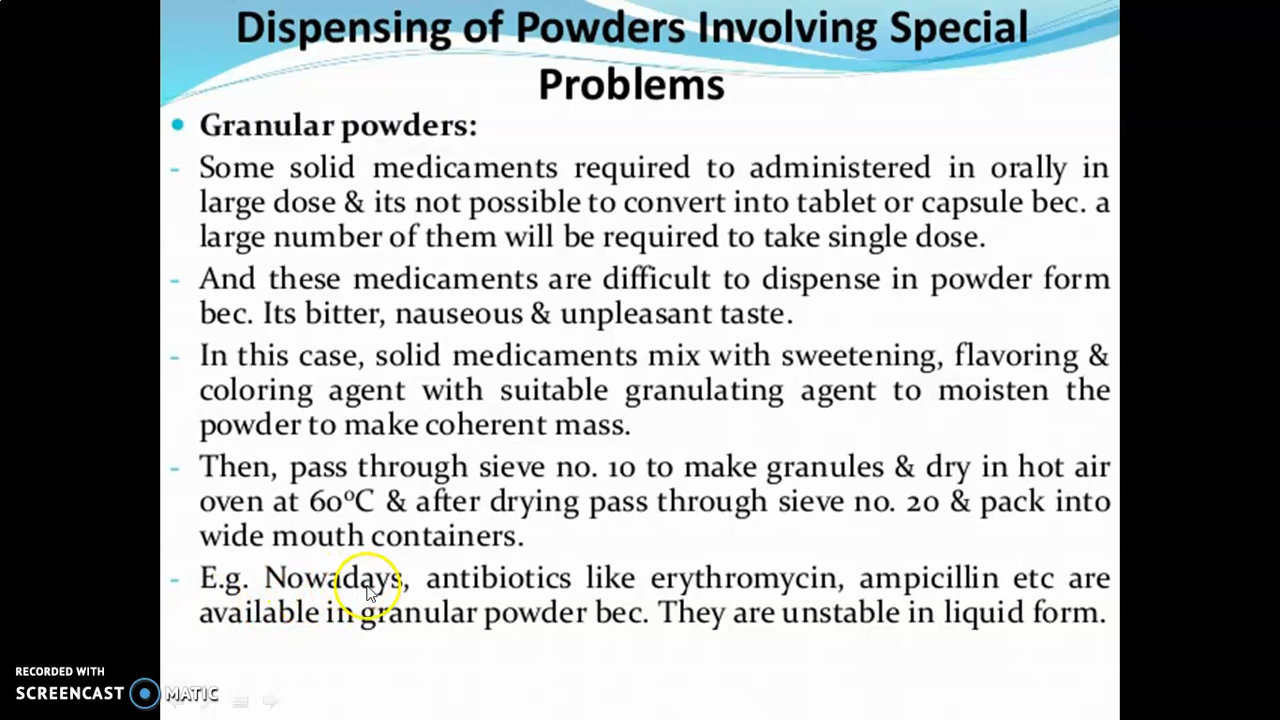 Dispensing of Powders Involving Special
Problems
• Granular powders:
- Some solid medicaments required to administered in orally in
large dose & its not possible to convert into tablet or capsule bec. a
large number of them will be required to take single dose.
- And these medicaments are difficult to dispense in powder form
bec. Its bitter, nauseous & unpleasant taste.
- In this case, solid medicaments mix with sweetening, flavoring &
coloring agent with suitable granulating agent to moisten the
powder to make coherent mass.
- Then, pass through sieve no. 10 to make granules & dry in hot air
oven at 60⁰C & after drying pass through sieve no. 20 & pack into
wide mouth containers.
- E.g. Nowadays, antibiotics like erythromycin, ampicillin etc are
available in granular powder bec. They are unstable in liquid form.
RECORDED WITH
SCREENCAST MATIC